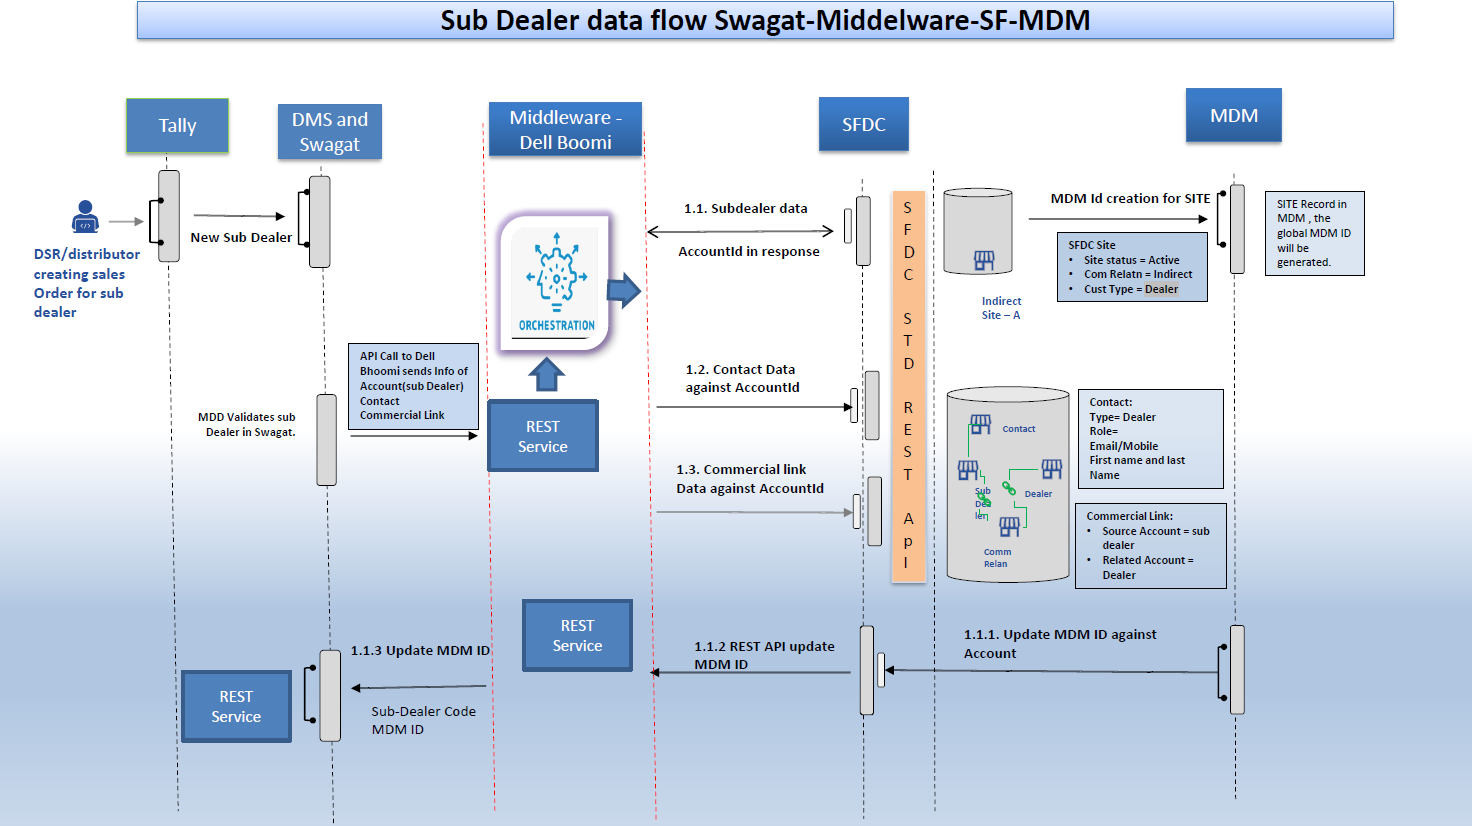 Sub Dealer data flow Swagat-Middelware-SF-MDM
Tally
DMS and
Swagat
Middleware -
Dell Boomi
SFDC
MDM
DSR/distributor
creating sales
Order for sub
dealer
New Sub Dealer
ORCHESTRATION
1.1. Subdealer data
AccountId in response
S
F
D
C
S
T
D
R
E
S
T
A
p
I
Indirect
Site – A
MDM Id creation for SITE
SFDC Site
• Site status = Active
• Com Relatn = Indirect
• Cust Type = Dealer
SITE Record in
MDM , the
global MDM ID
will be
generated.
API Call to Dell
Bhoomi sends Info of
Account(sub Dealer)
Contact
Commercial Link
MDD Validates sub
Dealer in Swagat.
REST
Service
1.2. Contact Data
against AccountId
1.3. Commercial link
Data against AccountId
Contact
Sub
Dea
ler
Dealer
Comm
Relan
Contact:
Type= Dealer
Role=
Email/Mobile
First name and last
Name
Commercial Link:
• Source Account = sub
dealer
• Related Account =
Dealer
REST
Service
1.1.3 Update MDM ID
Sub-Dealer Code
MDM ID
REST
Service
1.1.2 REST API update
MDM ID
1.1.1. Update MDM ID against
Account